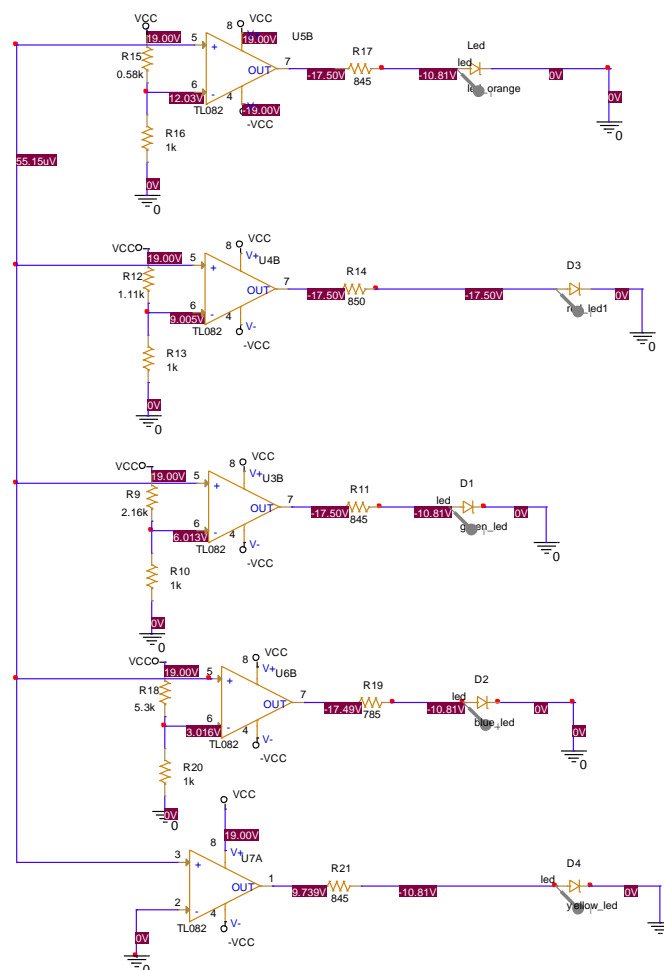 VCC
8
U5B
19.00V
5
V+
19.00V
R15
0.58k
+
OUT
7
R17
845
-17.50V
Led
led
-10.81V
0V
led_orange
6
12.03V
-
4
TL082
-19.00V
-VCC
0V
0
R16
1k
55.15uV
0V
0
VCC
8
V+
U4B
VCC
19.00V
5
R12
1.11k
+
OUT
7
R14
850
-17.50V
-17.50V
D3
0V
red_led1
6
9.005V
-
4
TL082
V-
-VCC
0
R13
1k
0V
0
VCC
8
V+
U3B
VCC
19.00V
5
R9
2.16k
+
OUT
7
R11
845
-17.50V
D1
led
-10.81V
0V
green_led
6
6.013V
-
4
TL082
V-
-VCC
0
R10
1k
0V
0
VCC
8
V+
U6B
VCC
19.00V
5
R18
5.3k
+
OUT
7
R19
785
-17.49V
D2
led
-10.81V
0V
blue_led
6
3.016V
-
4
TL082
V-
-VCC
0V
0
R20
1k
0V
0
VCC
19.00V
8
V+
U7A
3
+
OUT
1
R21
845
9.739V
-10.81V
D4
led
0V
yellow_led
2
-
4
TL082
V-
-VCC
0V
0
0